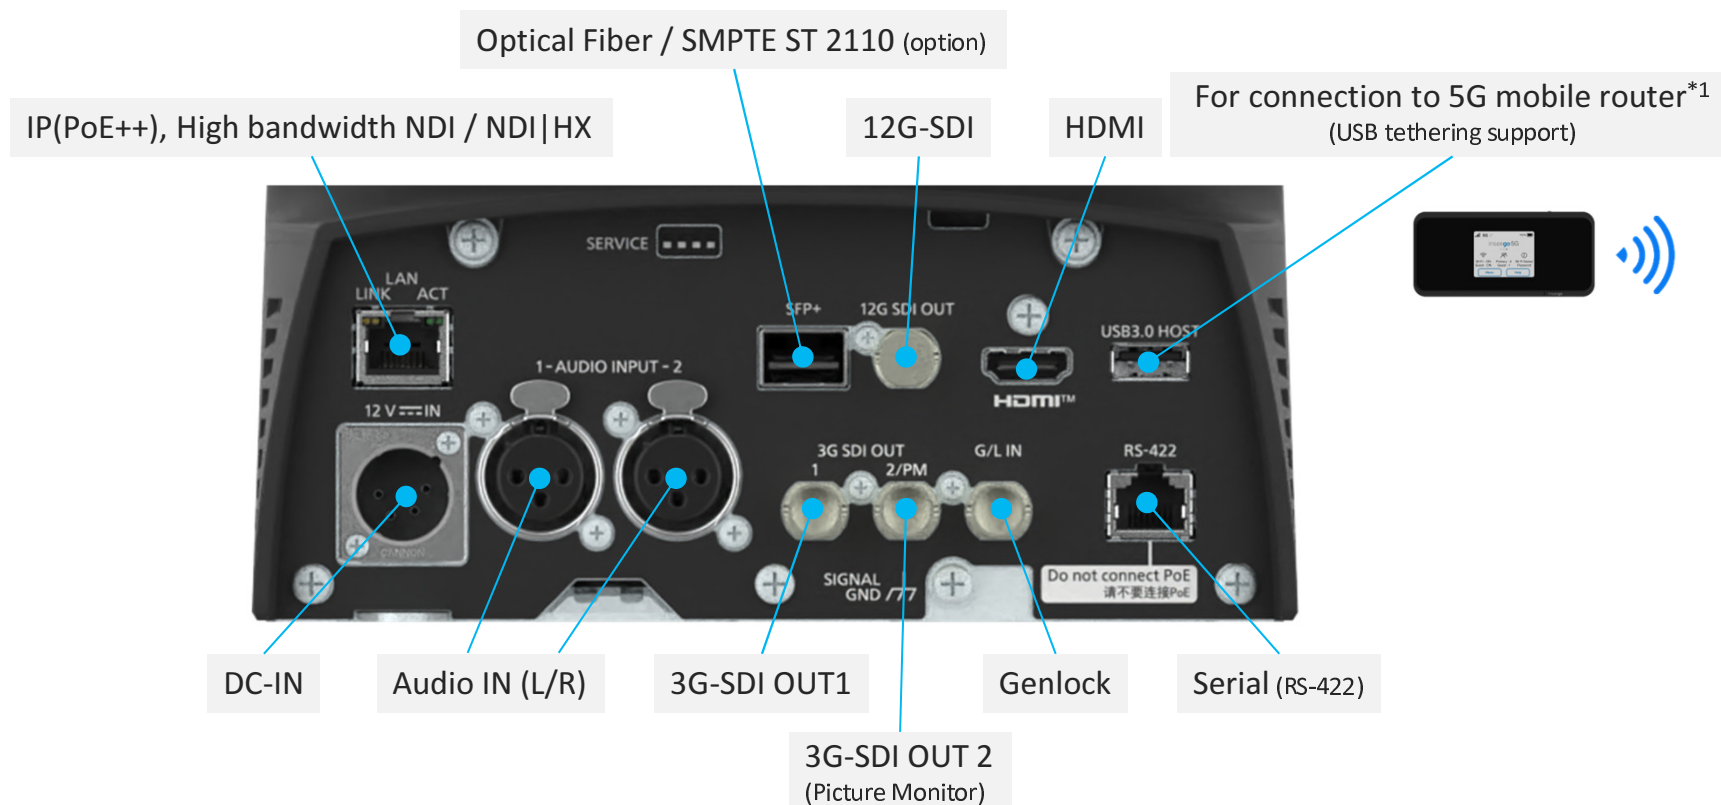 Optical Fiber / SMPTE ST 2110 (option)
For connection to 5G mobile router*1
(USB tethering support)
IP(PoE++), High bandwidth NDI / NDI|HX
12G-SDI
HDMI
SERVICE
LAN
LINK ACT
SFP+
12G SDI OUT
USB3.0 HOST
1-AUDIO INPUT-2
HDMI™
12 V IN
3G SDI OUT
1 2/PM
G/L IN
RS-422
CANNON
SIGNAL
GND
Do not connect PoE
请不要连接PoE
DC-IN
Audio IN (L/R)
3G-SDI OUT1
Genlock
Serial (RS-422)
3G-SDI OUT 2
(Picture Monitor)